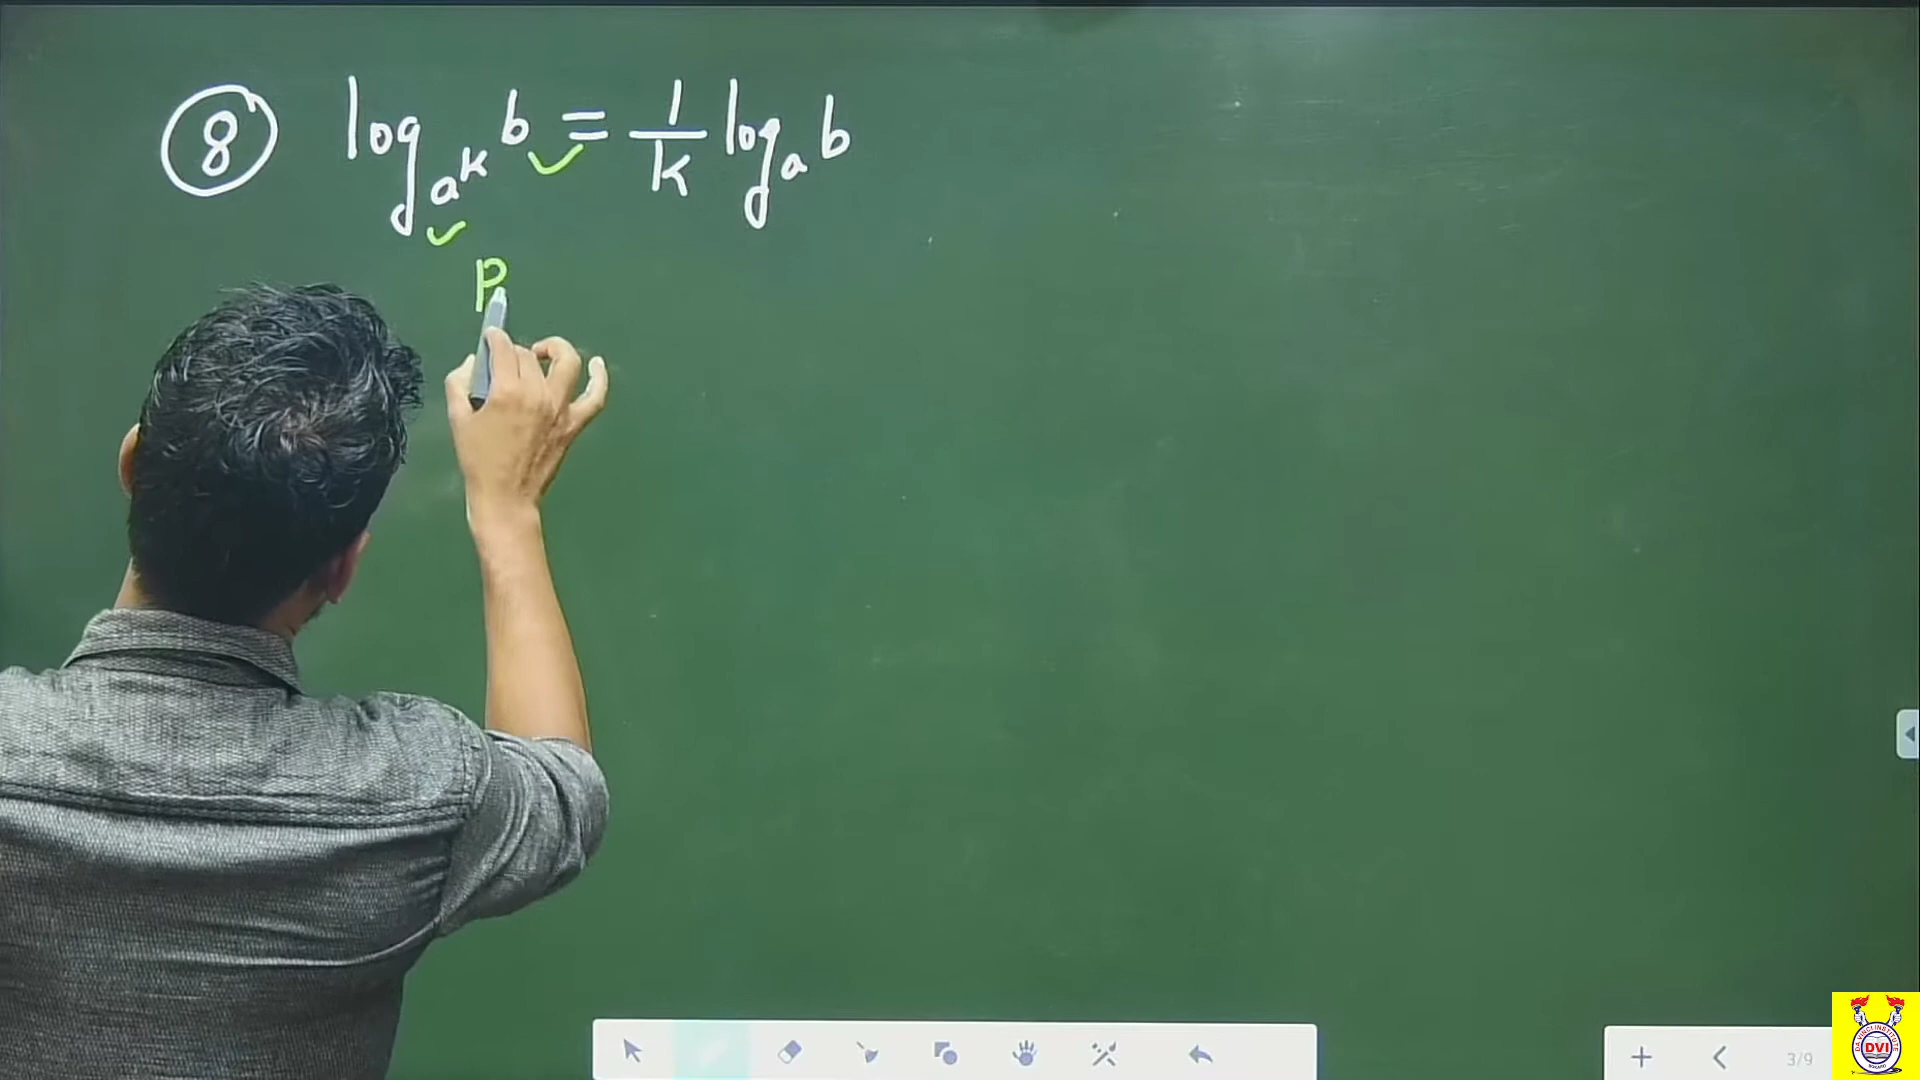 ⑧ log_{a^k} b = 1/k log_a b
P
3/9
DVI